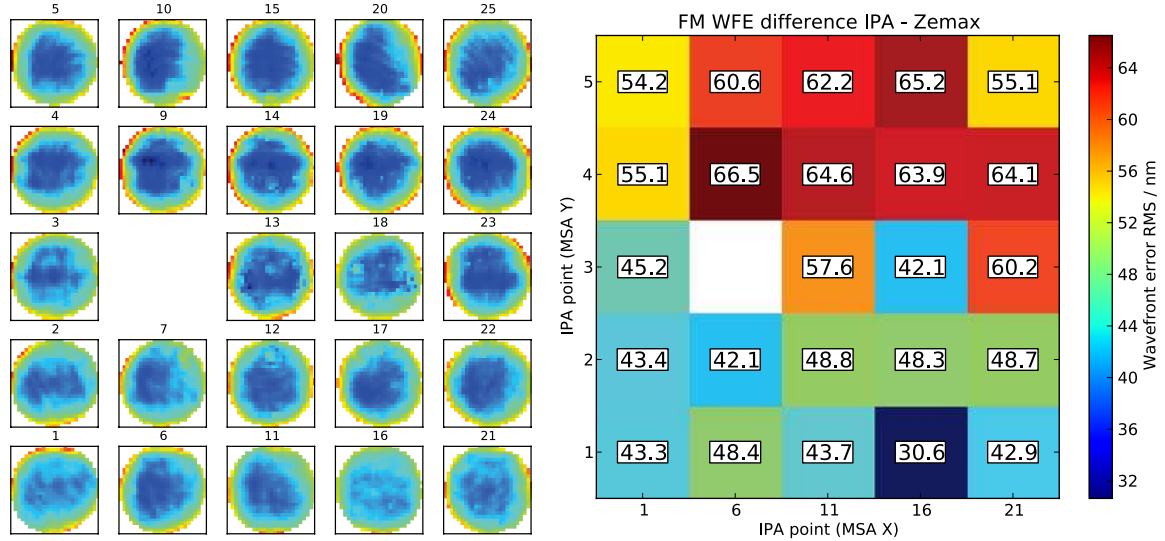 5 10 15 20 25
4 9 14 19 24
3 13 18 23
2 7 12 17 22
1 6 11 16 21
FM WFE difference IPA - Zemax
IPA point (MSA Y)
5 54.2 60.6 62.2 65.2 55.1
4 55.1 66.5 64.6 63.9 64.1
3 45.2 57.6 42.1 60.2
2 43.4 42.1 48.8 48.3 48.7
1 43.3 48.4 43.7 30.6 42.9
1 6 11 16 21
IPA point (MSA X)
64
60
56
52
48
44
40
36
32
Wavefront error RMS / nm